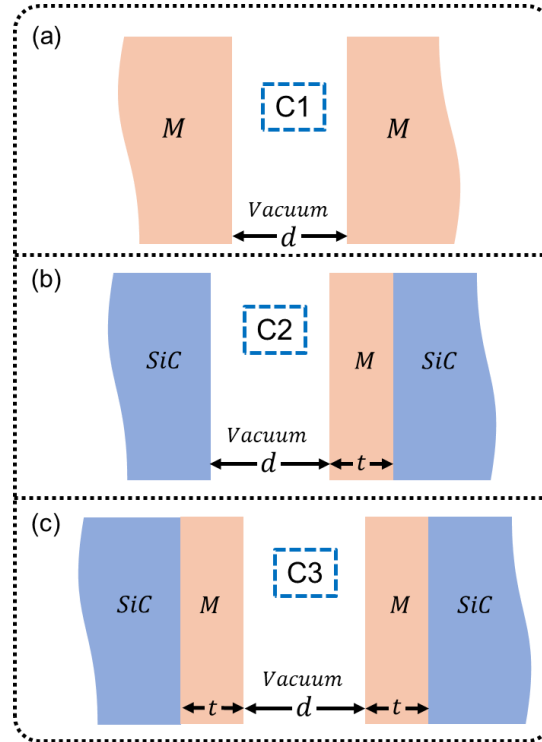 (a)
C1
M M
Vacuum
d
(b)
C2
SiC M SiC
Vacuum
d t
(c)
C3
SiC M M SiC
Vacuum
t d t